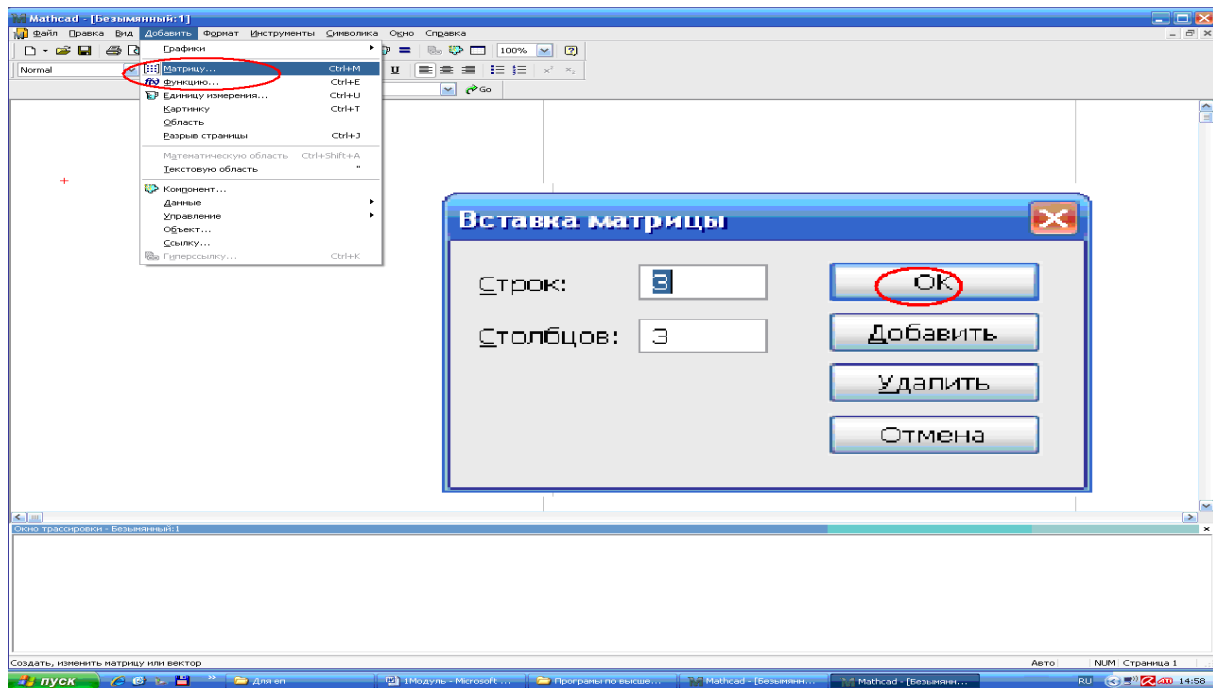 Mathcad - [Безымянный:1]
Файл Правка Вид Добавить Формат Инструменты Символика Окно Справка
Графики
100%
Normal
Матрицу... Ctrl+M
Функцию... Ctrl+E
Go
Единицу измерения... Ctrl+U
Картинку Ctrl+T
Область
Разрыв страницы Ctrl+J
Математическую область Ctrl+Shift+A
Текстовую область "
Компонент...
Данные
Управление
Объект...
Ссылку...
Гиперссылку... Ctrl+K
Вставка матрицы
Строк: 3
OK
Столбцов: 3
Добавить
Удалить
Отмена
Окно трассировки - Безымянный:1
Создать, изменить матрицу или вектор
Авто
NUM Страница 1
пуск
Для en
1Модуль - Microsoft ...
Програмы по высше...
Mathcad - [Безымянн...
Mathcad - [Безымянн...
RU
14:58